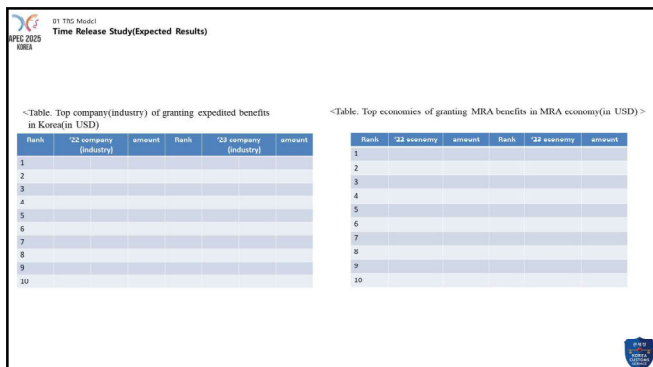 APEC 2025
KOREA
01 TRS Model
Time Release Study(Expected Results)
<Table. Top company(industry) of granting expedited benefits
in Korea(in USD)
Rank '22 company (industry) amount Rank '23 company (industry) amount
1
2
3
4
5
6
7
8
9
10
<Table. Top economies of granting MRA benefits in MRA economy(in USD) >
Rank economy amount Rank '23 economy amount
1
2
3
4
5
6
7
8
9
10
KOREA
CUSTOMS
SERVICE